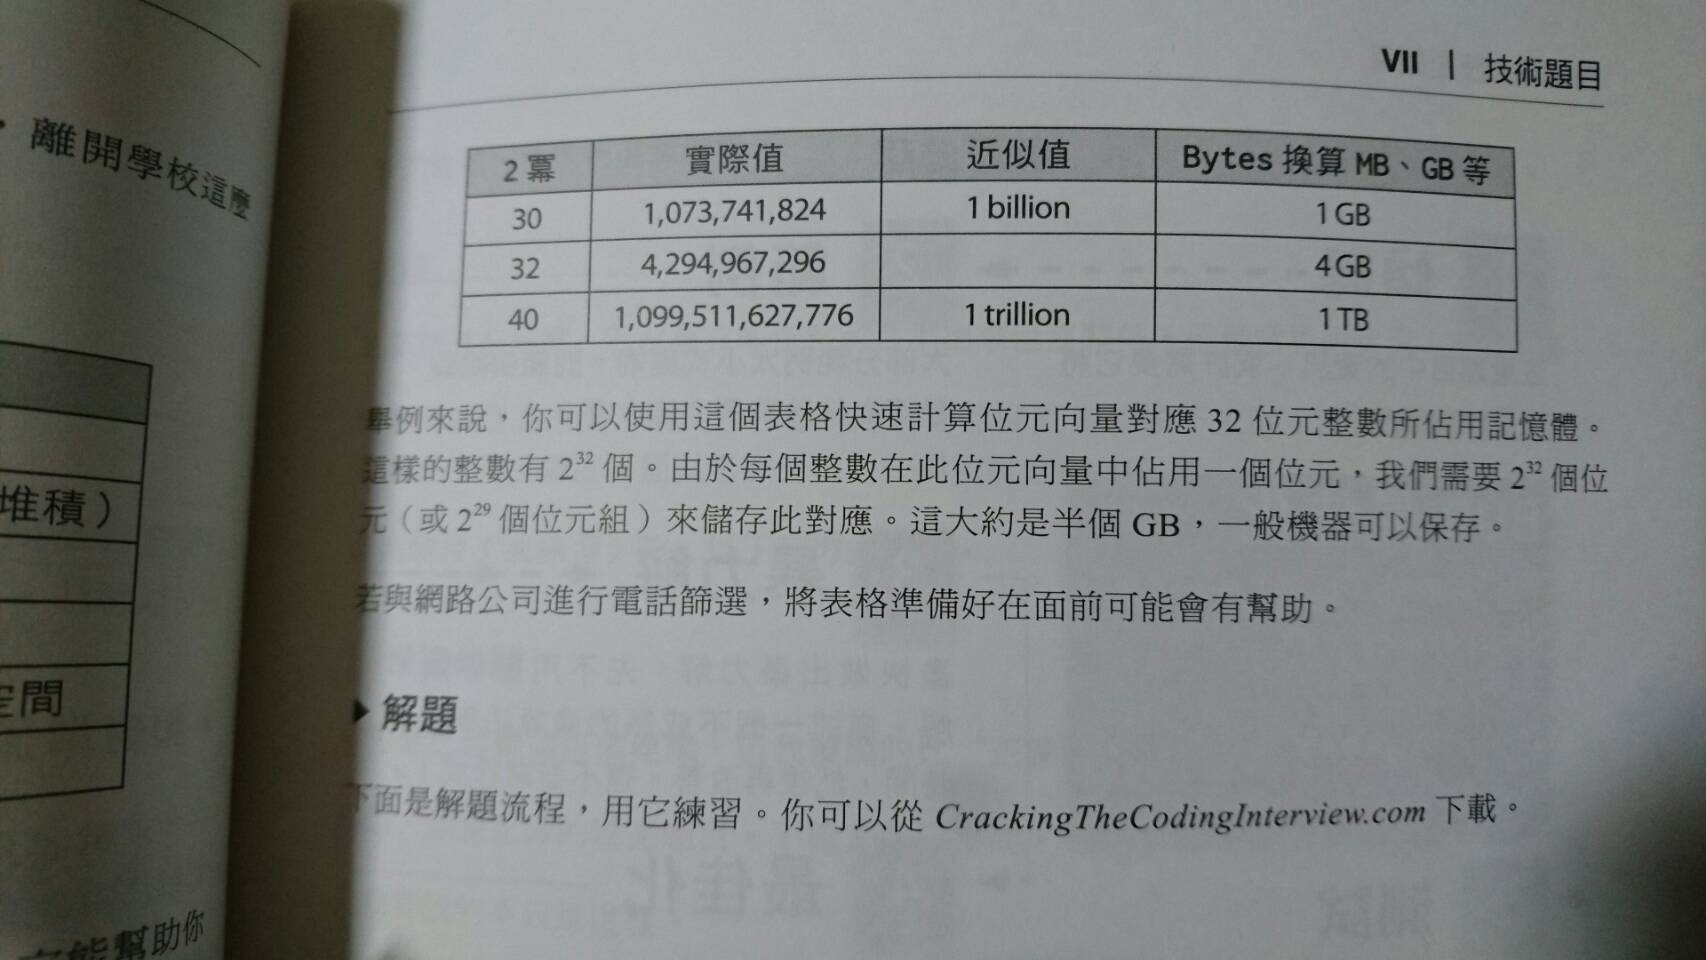 離開學校這麼
堆積）
空間
能幫助你
VII | 技術題目
2 冪 實際值 近似值 Bytes 換算 MB、GB 等
30 1,073,741,824 1 billion 1 GB
32 4,294,967,296 4 GB
40 1,099,511,627,776 1 trillion 1 TB
舉例來說，你可以使用這個表格快速計算位元向量對應 32 位元整數所佔用記憶體。
這樣的整數有 2³² 個。由於每個整數在此位元向量中佔用一個位元，我們需要 2³² 個位
元（或 2²⁹ 個位元組）來儲存此對應。這大約是半個 GB，一般機器可以保存。
若與網路公司進行電話篩選，將表格準備好在面前可能會有幫助。
解題
下面是解題流程，用它練習。你可以從 CrackingTheCodingInterview.com 下載。